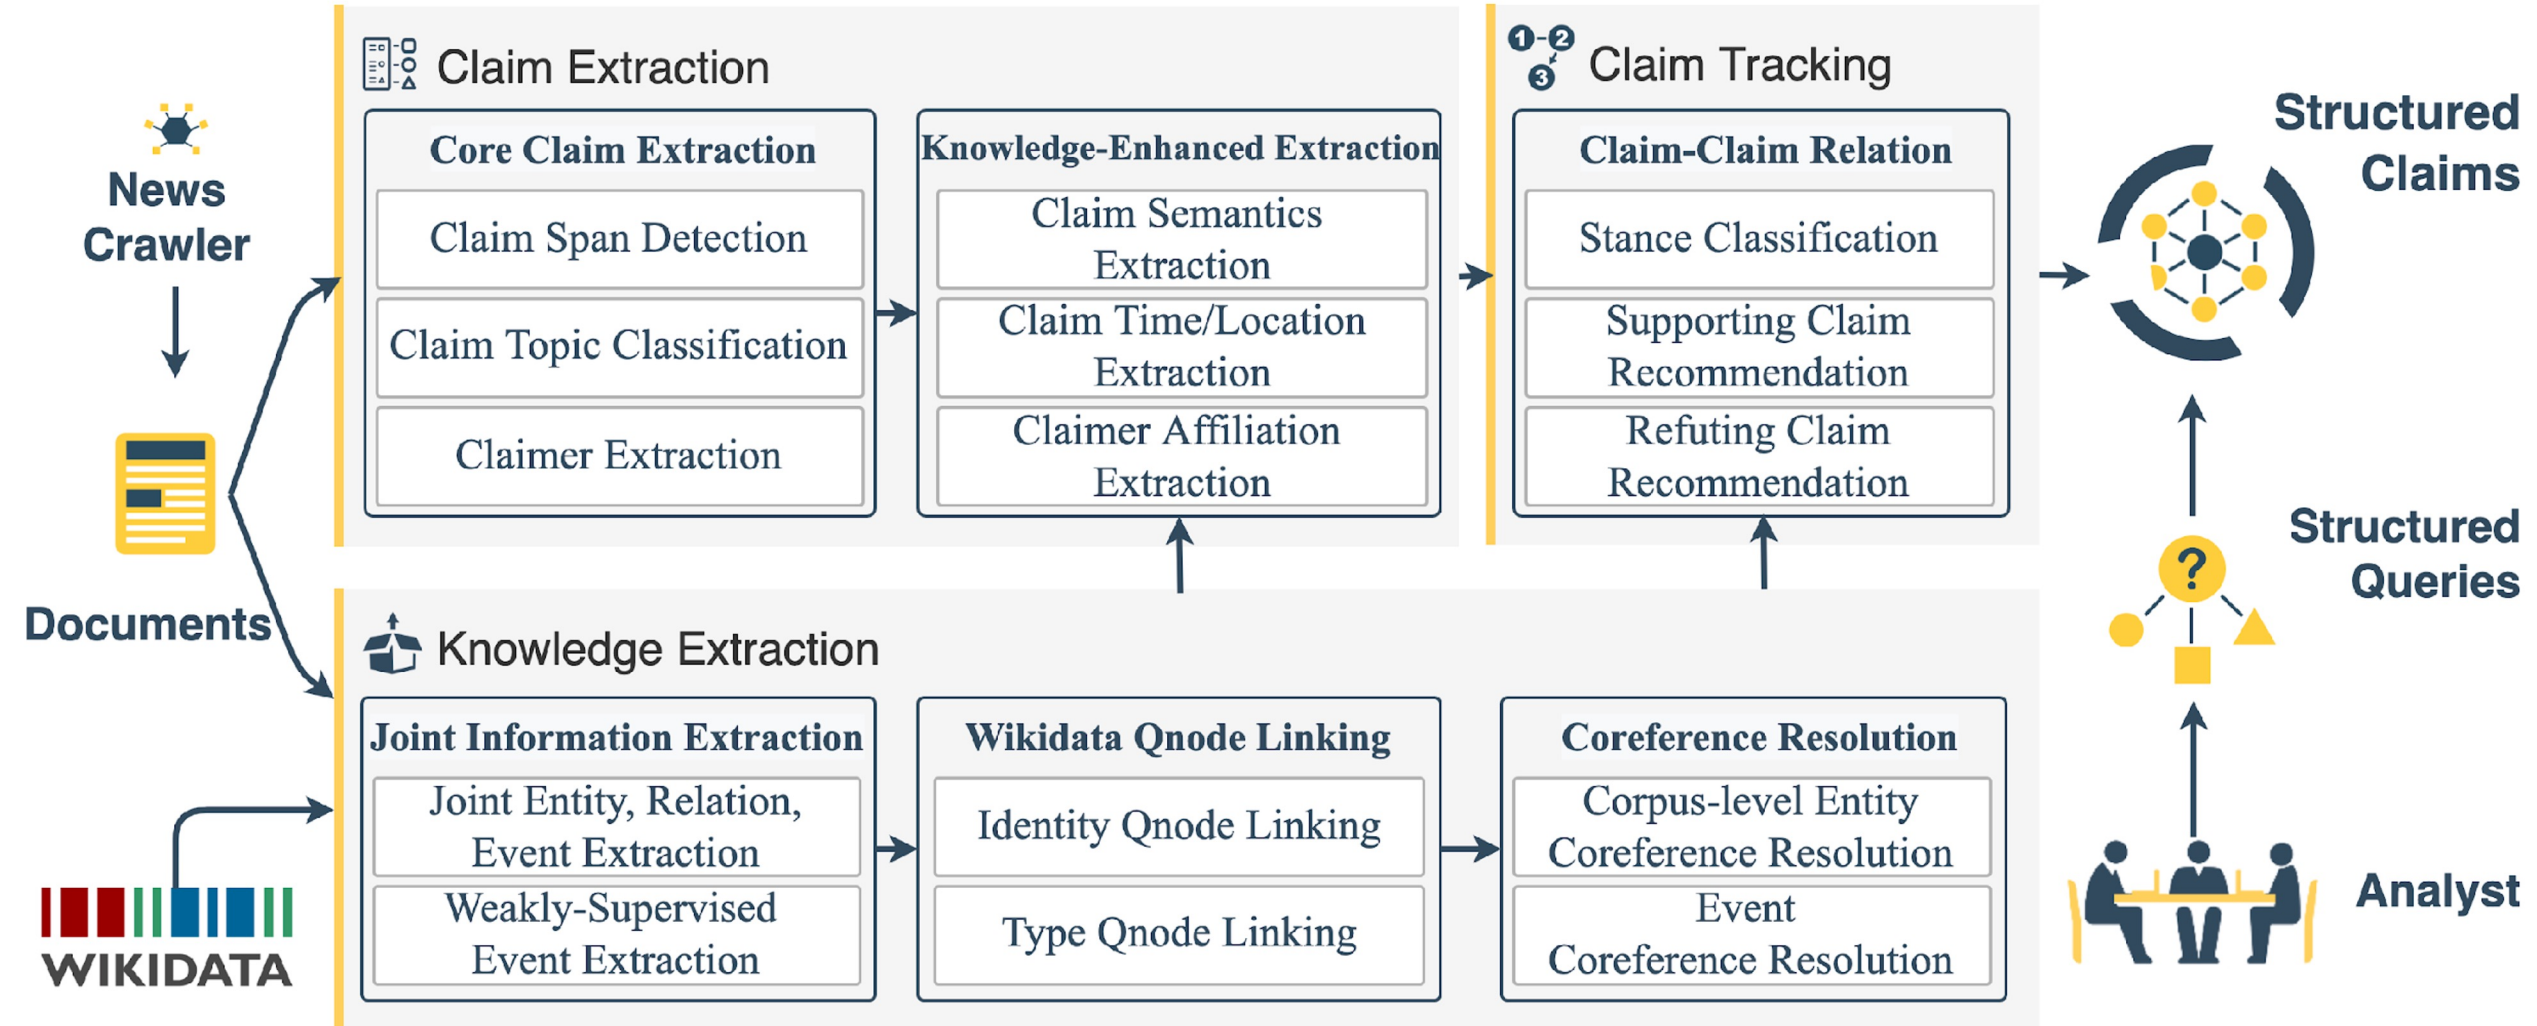 News
Crawler
Documents
WIKIDATA
Claim Extraction
Core Claim Extraction
Claim Span Detection
Claim Topic Classification
Claimer Extraction
Knowledge-Enhanced Extraction
Claim Semantics
Extraction
Claim Time/Location
Extraction
Claimer Affiliation
Extraction
1-2
3
Claim Tracking
Claim-Claim Relation
Stance Classification
Supporting Claim
Recommendation
Refuting Claim
Recommendation
Knowledge Extraction
Joint Information Extraction
Joint Entity, Relation,
Event Extraction
Weakly-Supervised
Event Extraction
Wikidata Qnode Linking
Identity Qnode Linking
Type Qnode Linking
Coreference Resolution
Corpus-level Entity
Coreference Resolution
Event
Coreference Resolution
Structured
Claims
Structured
Queries
?
Analyst